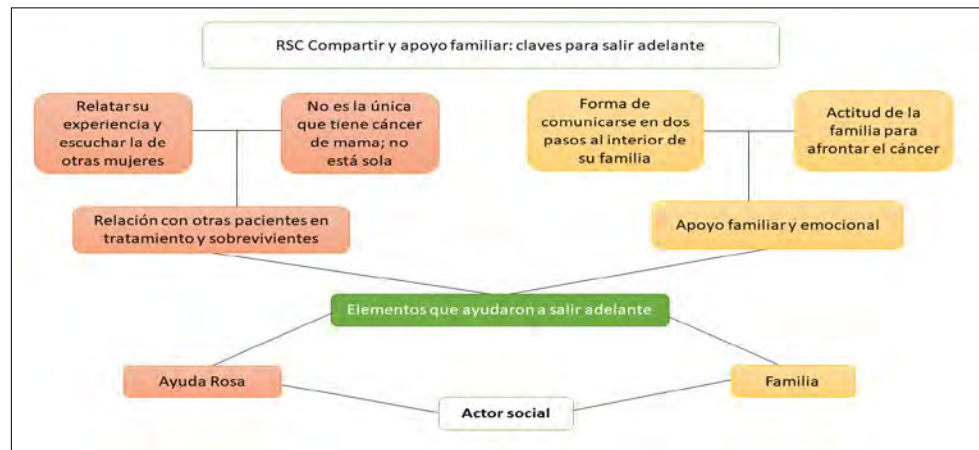 RSC Compartir y apoyo familiar: claves para salir adelante
Relatar su
experiencia y
escuchar la de
otras mujeres
No es la única
que tiene cáncer
de mama; no
está sola
Forma de
comunicarse en dos
pasos al interior de
su familia
Actitud de la
familia para
afrontar el cáncer
Relación con otras pacientes en
tratamiento y sobrevivientes
Apoyo familiar y emocional
Elementos que ayudaron a salir adelante
Ayuda Rosa
Familia
Actor social